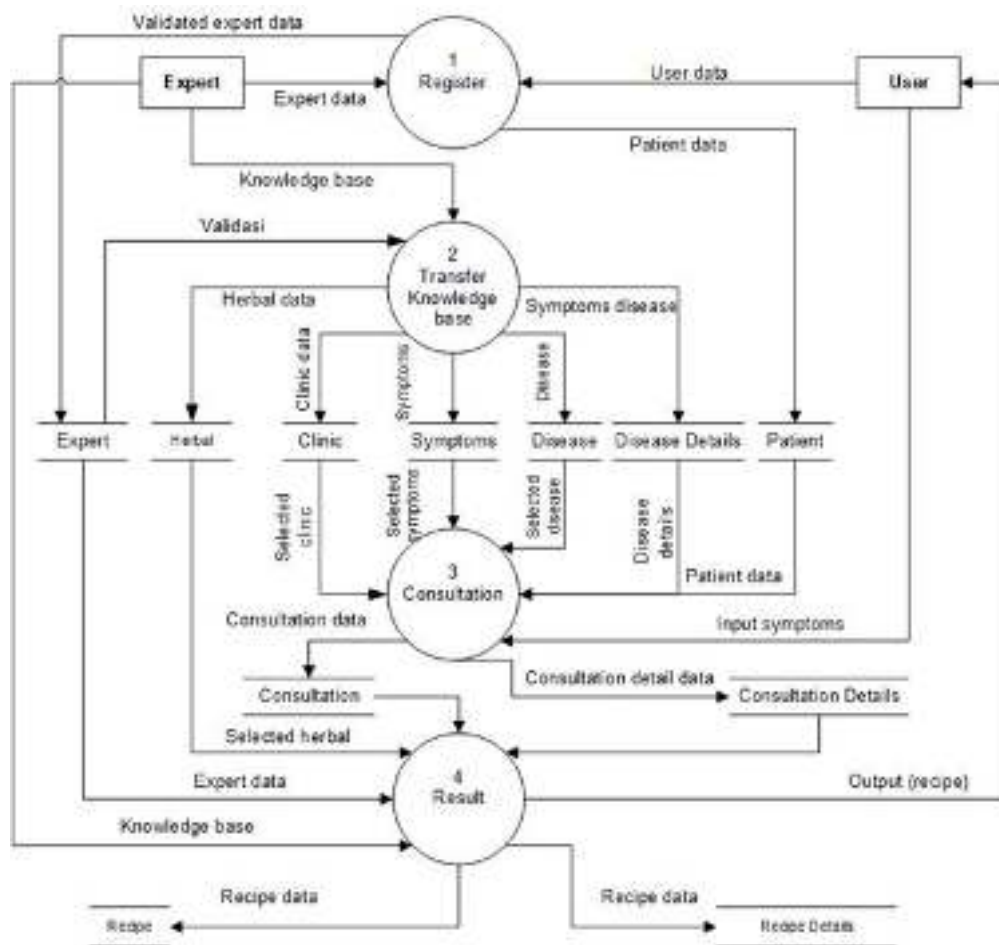 Validated expert data
1
Register
Expert
User data
User
Expert data
Patient data
Knowledge base
Validasi
2
Transfer
Knowledge
base
Herbal data
Symptoms disease
Clinic data
Symptoms
Disease
Expert
Herbal
Clinic
Symptoms
Disease
Disease Details
Patient
Selected
clinic
Selected
symptoms
Selected
disease
Disease
details
3
Consultation
Patient data
Consultation data
Input symptoms
Consultation detail data
Consultation
Consultation Details
Selected herbal
4
Result
Expert data
Output (recipe)
Knowledge base
Recipe data
Recipe data
Recipe
Recipe Details